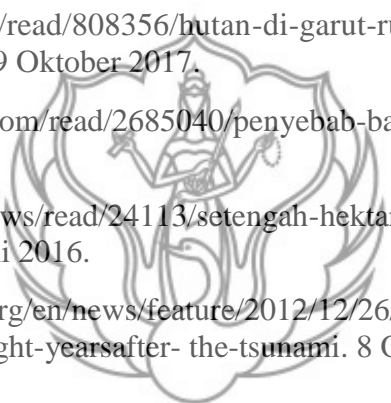 /read/808356/hutan-di-garut-ru
9 Oktober 2017.
om/read/2685040/penyebab-ba
ws/read/24113/setengah-hektar
i 2016.
rg/en/news/feature/2012/12/26/
ght-yearsafter- the-tsunami. 8 O